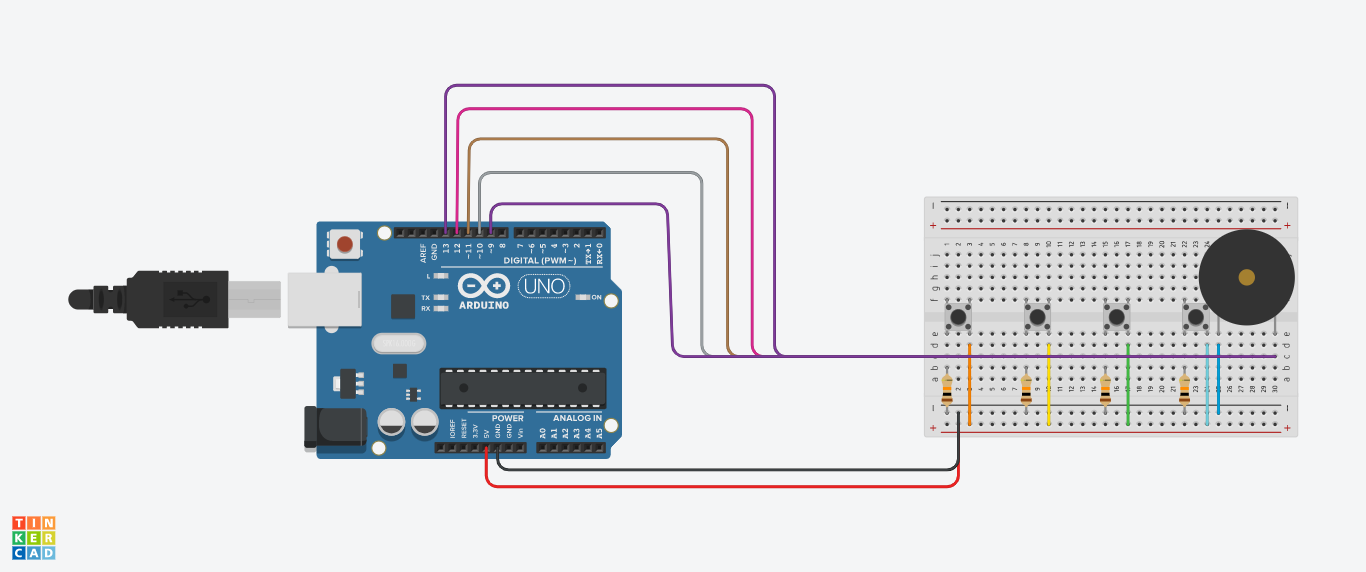 AREF
GND
13
12
~11
~10
~9
8
7
~6
~5
4
~3
2
TX→1
RX←0
DIGITAL (PWM~)
L
TX
RX
ARDUINO
UNO
ON
POWER
ANALOG IN
IOREF
RESET
3.3V
5V
GND
GND
Vin
A0
A1
A2
A3
A4
A5
TIN
KER
CAD